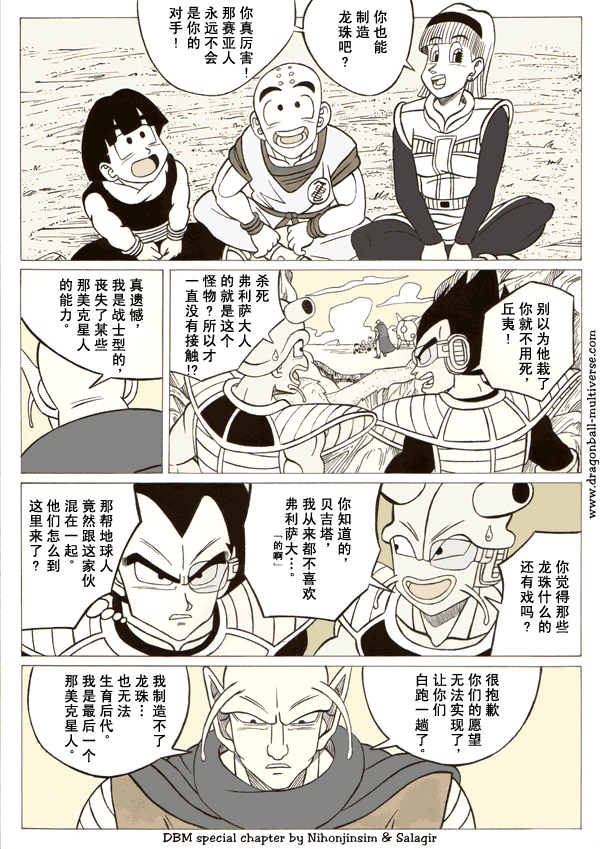 你也能
制造
龙珠吧？
你真厉害！
那赛亚人
永远不会
是你的
对手！
别以为他栽了
你就不用死，
丘夷！
杀死
弗利萨大人
的就是这个
怪物？所以才
一直没有接触！？
真遗憾，
我是战士型的，
丧失了某些
那美克星人
的能力。
你觉得那些
龙珠什么的
还有戏吗？
你知道的，
贝吉塔，
我从来都不喜欢
弗利萨大…。
「的啊」
那帮地球人
竟然跟这家伙
混在一起。
他们怎么到
这里来了？
很抱歉
你们的愿望
无法实现了，
让你们
白跑一趟了。
我制造不了
龙珠…
也无法
生育后代。
我是最后一个
那美克星人。
www.dragonball-multiverse.com
DBM special chapter by Nihonjinsim & Salagir